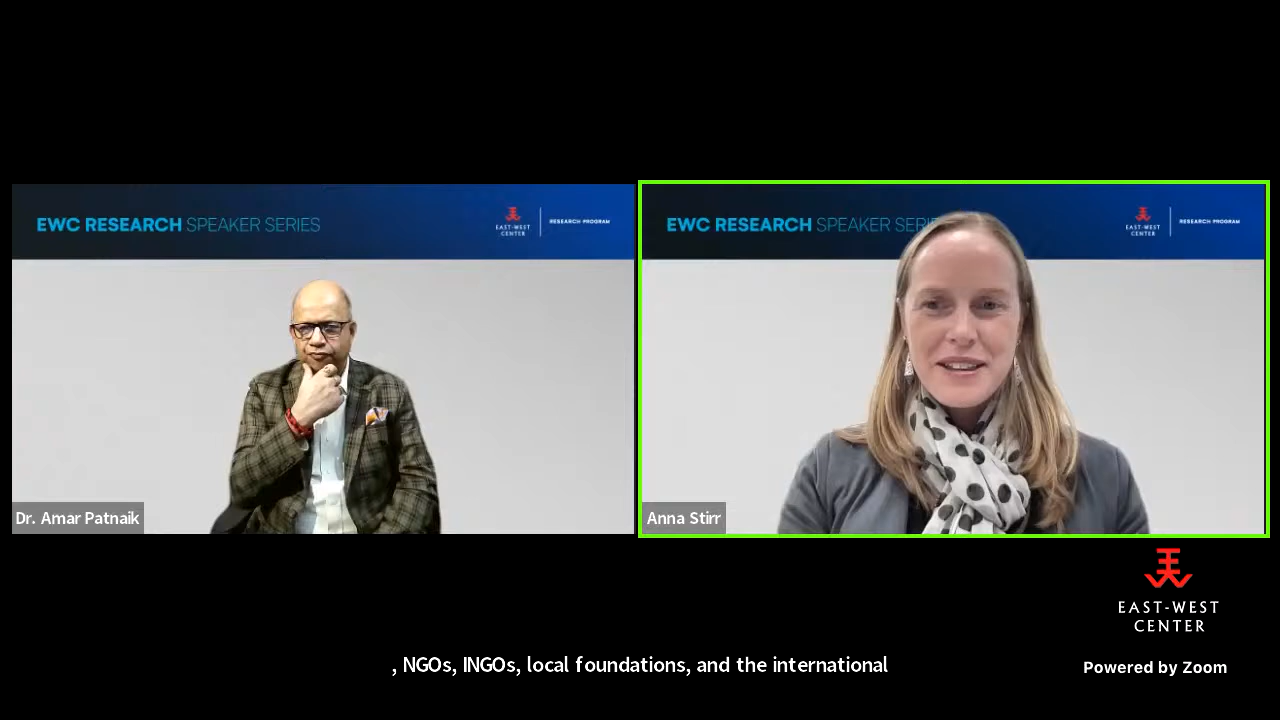 EWC RESEARCH SPEAKER SERIES
EAST-WEST
CENTER
RESEARCH PROGRAM
EWC RESEARCH SPEAKER SERIE
EAST-WEST
CENTER
RESEARCH PROGRAM
Dr. Amar Patnaik
Anna Stirr
EAST-WEST
CENTER
, NGOs, INGOs, local foundations, and the international
Powered by Zoom